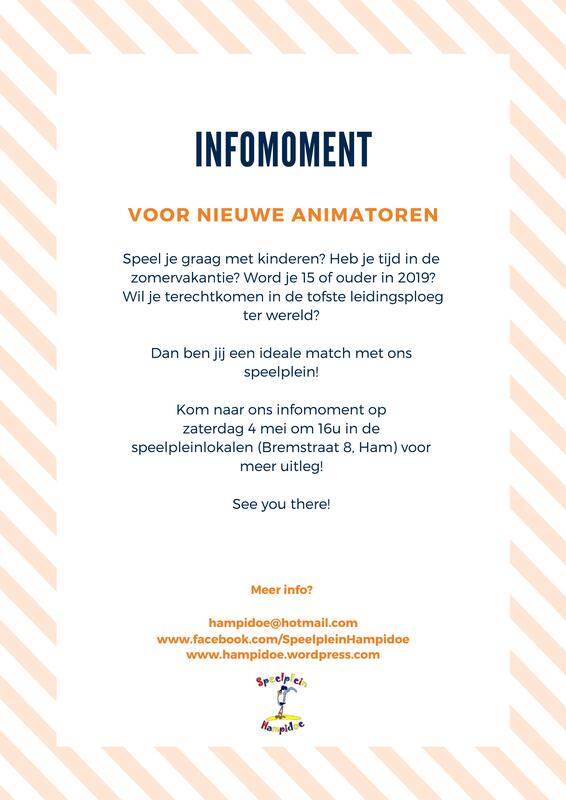 INFOMOMENT
VOOR NIEUWE ANIMATOREN
Speel je graag met kinderen? Heb je tijd in de
zomervakantie? Word je 15 of ouder in 2019?
Wil je terechtkomen in de tofste leidingsploeg
ter wereld?
Dan ben jij een ideale match met ons
speelplein!
Kom naar ons infomoment op
zaterdag 4 mei om 16u in de
speelpleinlokalen (Bremstraat 8, Ham) voor
meer uitleg!
See you there!
Meer info?
hampidoe@hotmail.com
www.facebook.com/SpeelpleinHampidoe
www.hampidoe.wordpress.com
Speelplein
Hampidoe